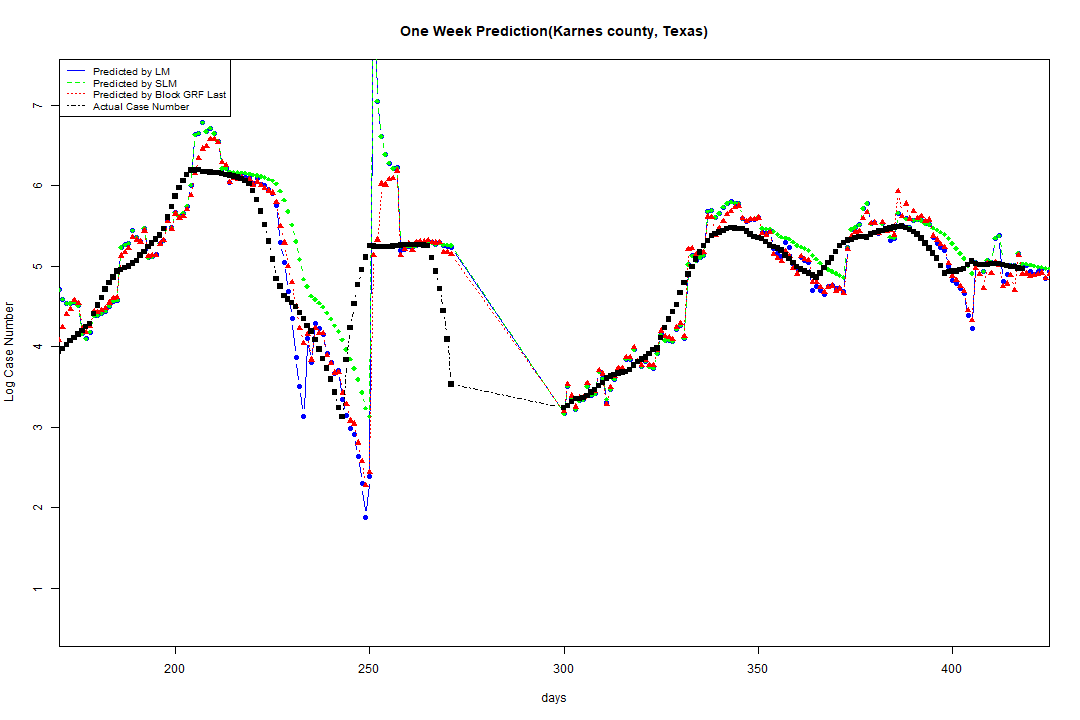 One Week Prediction(Karnes county, Texas)
Predicted by LM
Predicted by SLM
Predicted by Block GRF Last
Actual Case Number
Log Case Number
7
6
5
4
3
2
1
200 250 300 350 400
days